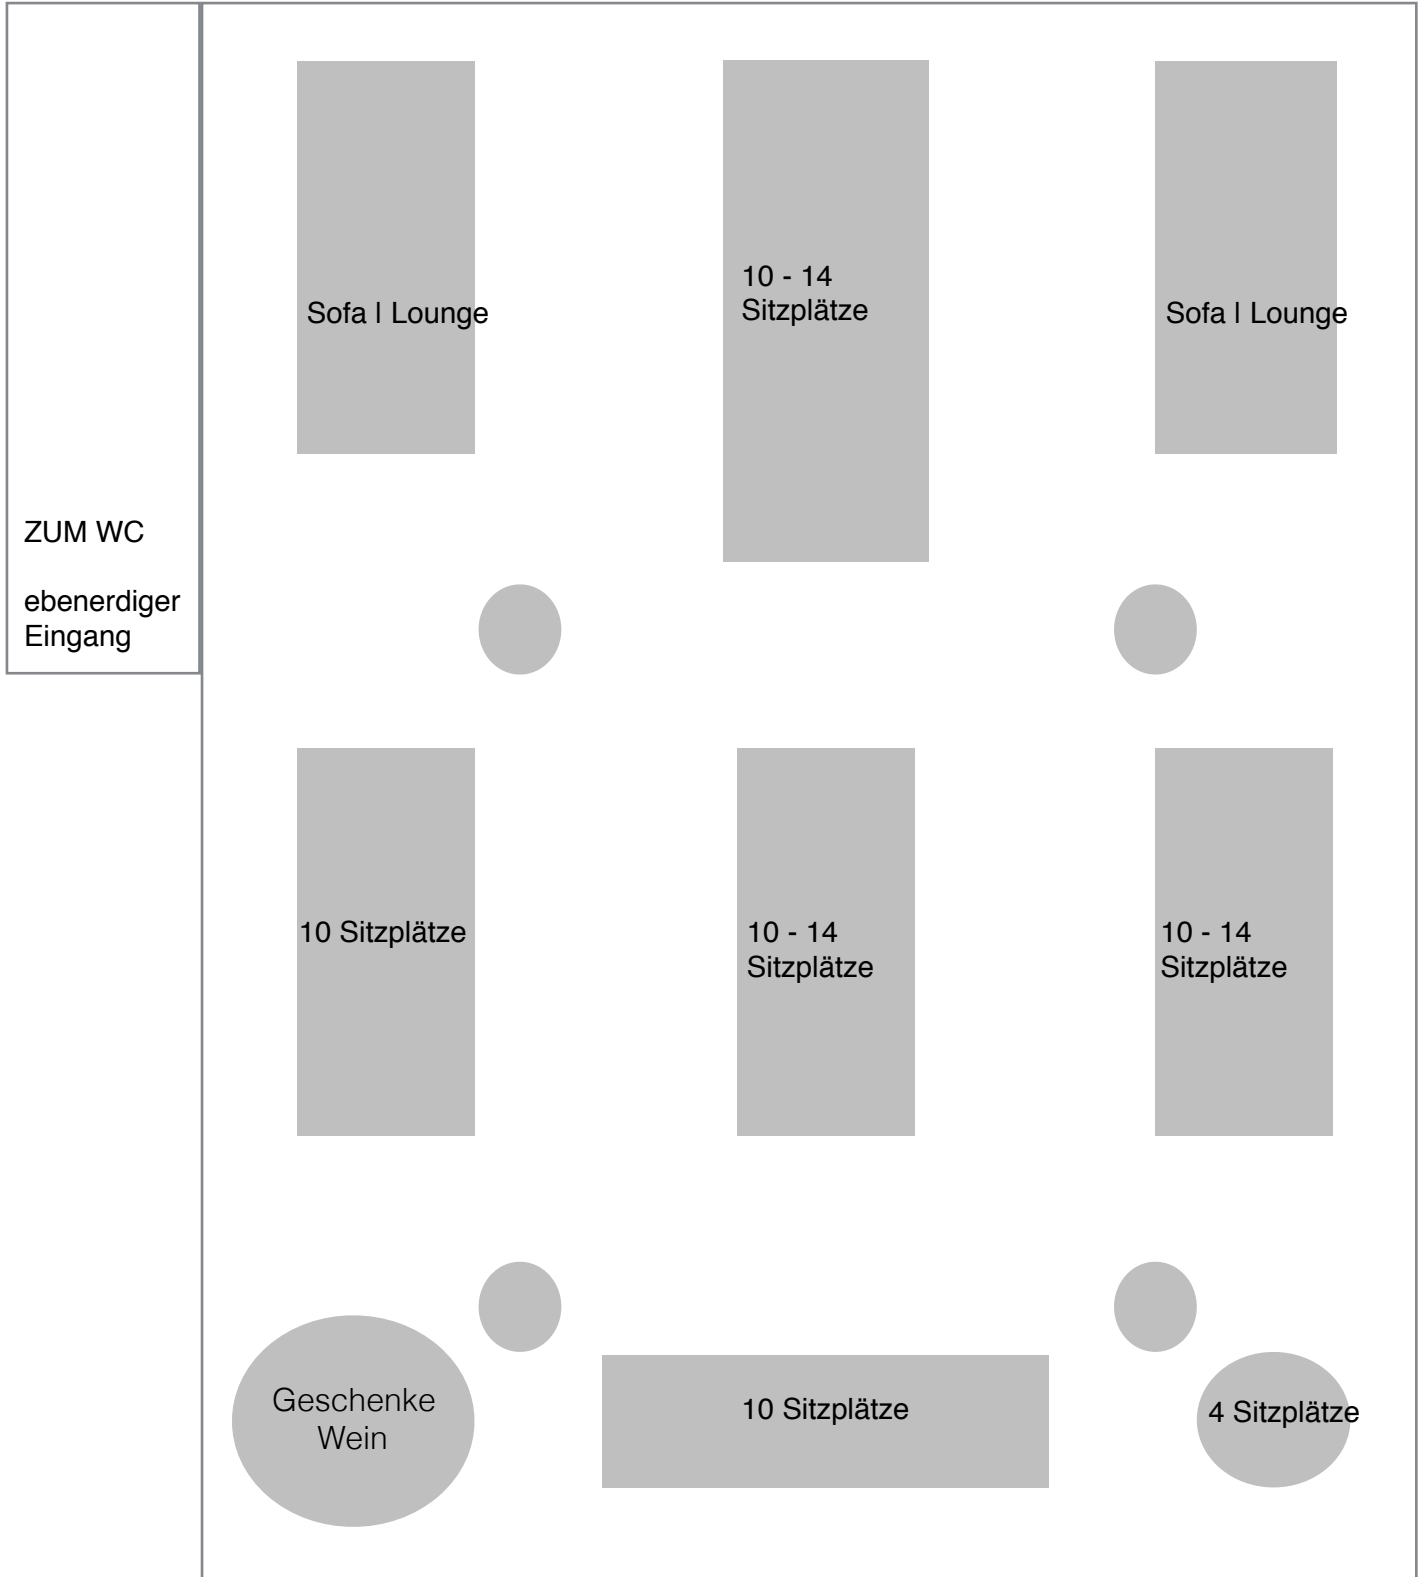 Sofa | Lounge
10 - 14
Sitzplätze
Sofa | Lounge
ZUM WC
ebenerdiger
Eingang
10 Sitzplätze
10 - 14
Sitzplätze
10 - 14
Sitzplätze
Geschenke
Wein
10 Sitzplätze
4 Sitzplätze